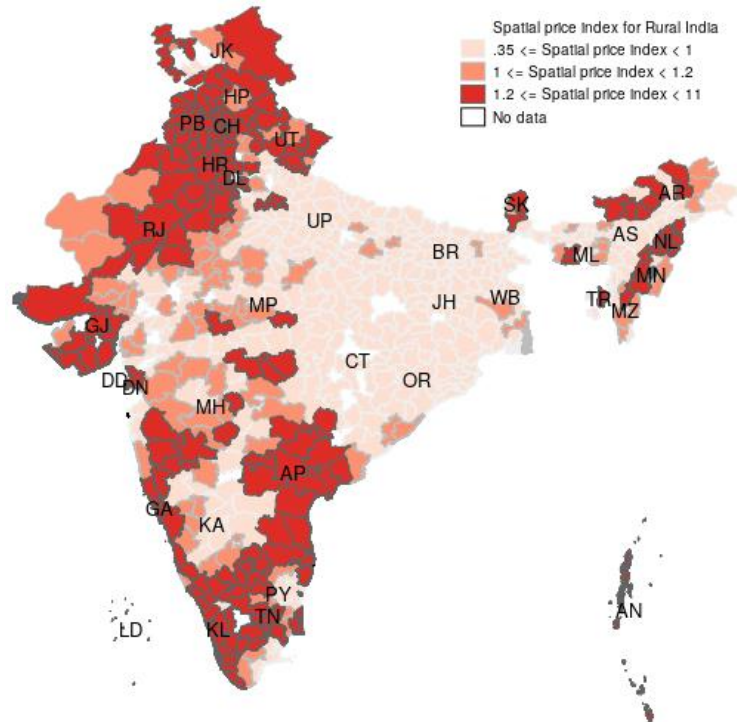 Spatial price index for Rural India
.35 <= Spatial price index < 1
1 <= Spatial price index < 1.2
1.2 <= Spatial price index < 11
No data
JK
HP
PB
CH
UT
HR
DL
RJ
UP
SK
AR
AS
NL
ML
BR
MN
MP
JH
WB
TR
MZ
GJ
CT
OR
DD
DN
MH
AP
GA
KA
PY
TN
AN
LD
KL